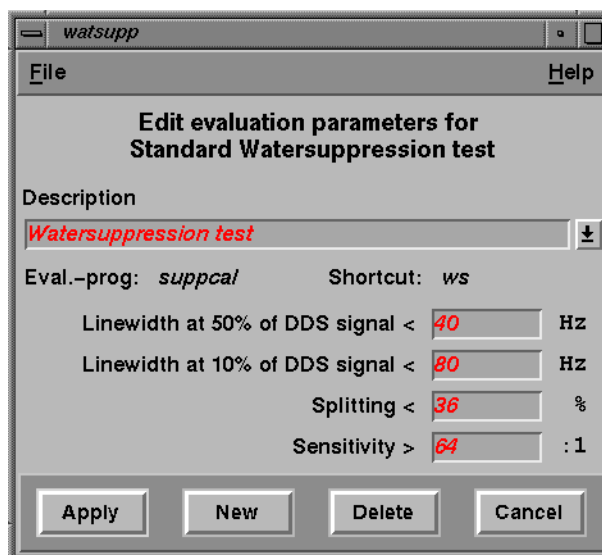 watsupp
File Help
Edit evaluation parameters for
Standard Watersuppression test
Description
Watersuppression test
Eval.-prog: suppcal Shortcut: ws
Linewidth at 50% of DDS signal < 40 Hz
Linewidth at 10% of DDS signal < 80 Hz
Splitting < 36 %
Sensitivity > 64 :1
Apply New Delete Cancel